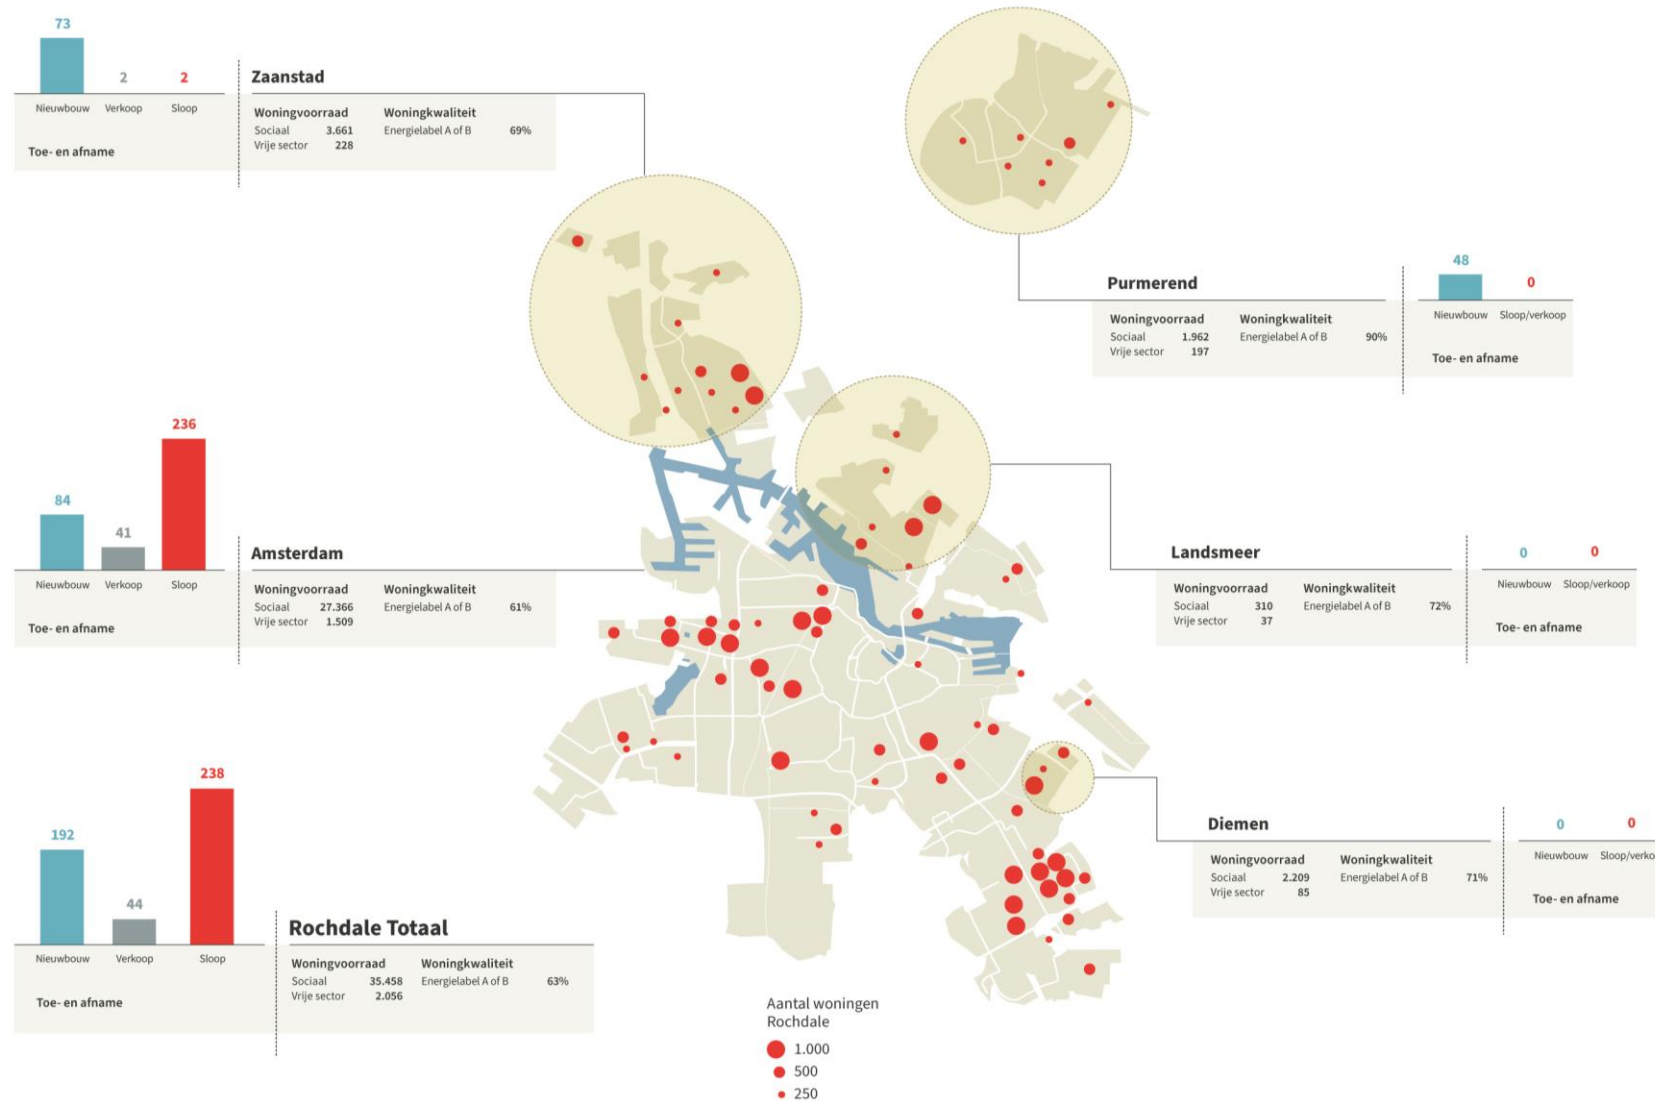 73
2
2
Nieuwbouw Verkoop Sloop
Toe- en afname
Zaanstad
Woningvoorraad Woningkwaliteit
Sociaal 3.661 Energielabel A of B 69%
Vrije sector 228
Purmerend
Woningvoorraad Woningkwaliteit
Sociaal 1.962 Energielabel A of B 90%
Vrije sector 197
48
0
Nieuwbouw Sloop/verkoop
Toe- en afname
84
41
236
Nieuwbouw Verkoop Sloop
Toe- en afname
Amsterdam
Woningvoorraad Woningkwaliteit
Sociaal 27.366 Energielabel A of B 61%
Vrije sector 1.509
Landsmeer
Woningvoorraad Woningkwaliteit
Sociaal 310 Energielabel A of B 72%
Vrije sector 37
0
0
Nieuwbouw Sloop/verkoop
Toe- en afname
192
44
238
Nieuwbouw Verkoop Sloop
Toe- en afname
Rochdale Totaal
Woningvoorraad Woningkwaliteit
Sociaal 35.458 Energielabel A of B 63%
Vrije sector 2.056
Diemen
Woningvoorraad Woningkwaliteit
Sociaal 2.209 Energielabel A of B 71%
Vrije sector 85
0
0
Nieuwbouw Sloop/verko
Toe- en afname
Aantal woningen
Rochdale
1.000
500
250